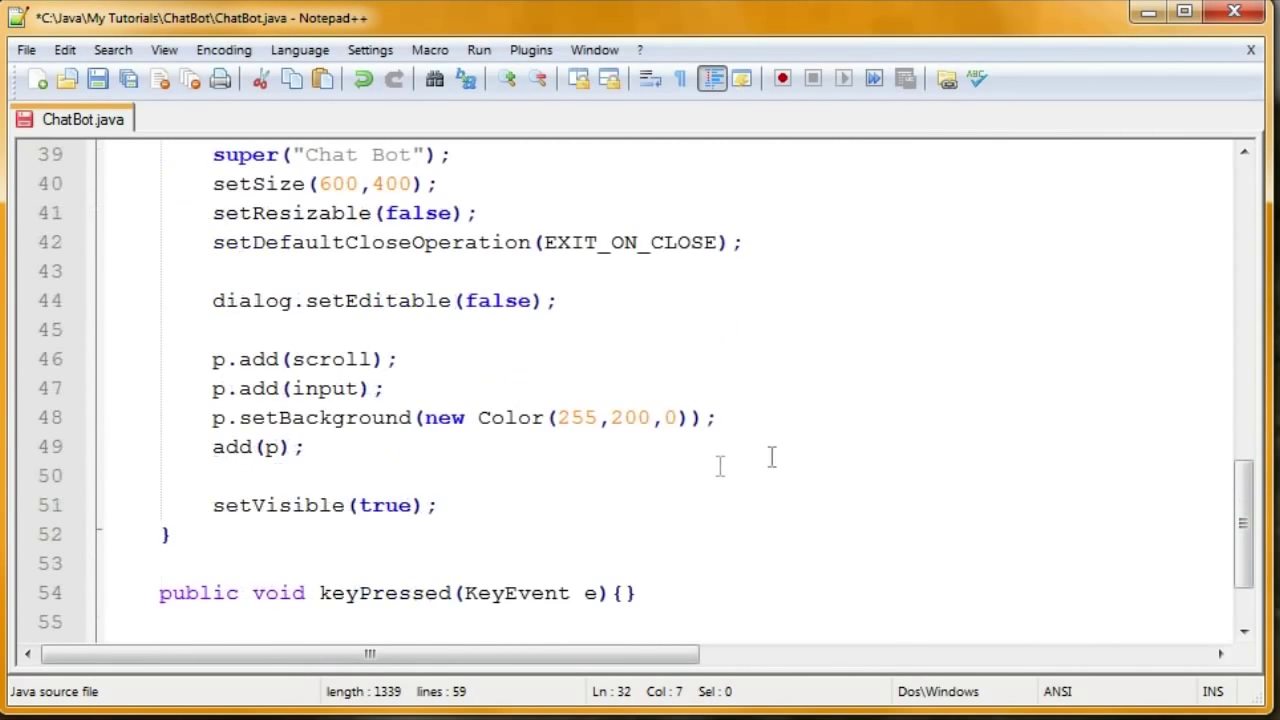 *C:\Java\My Tutorials\ChatBot\ChatBot.java - Notepad++
File Edit Search View Encoding Language Settings Macro Run Plugins Window ? X
ABC
ChatBot.java
39 super("Chat Bot");
40 setSize(600,400);
41 setResizable(false);
42 setDefaultCloseOperation(EXIT_ON_CLOSE);
43
44 dialog.setEditable(false);
45
46 p.add(scroll);
47 p.add(input);
48 p.setBackground(new Color(255,200,0));
49 add(p);
50
51 setVisible(true);
52 }
53
54 public void keyPressed(KeyEvent e){}
55
Java source file length : 1339 lines : 59 Ln : 32 Col : 7 Sel : 0 Dos\Windows ANSI INS